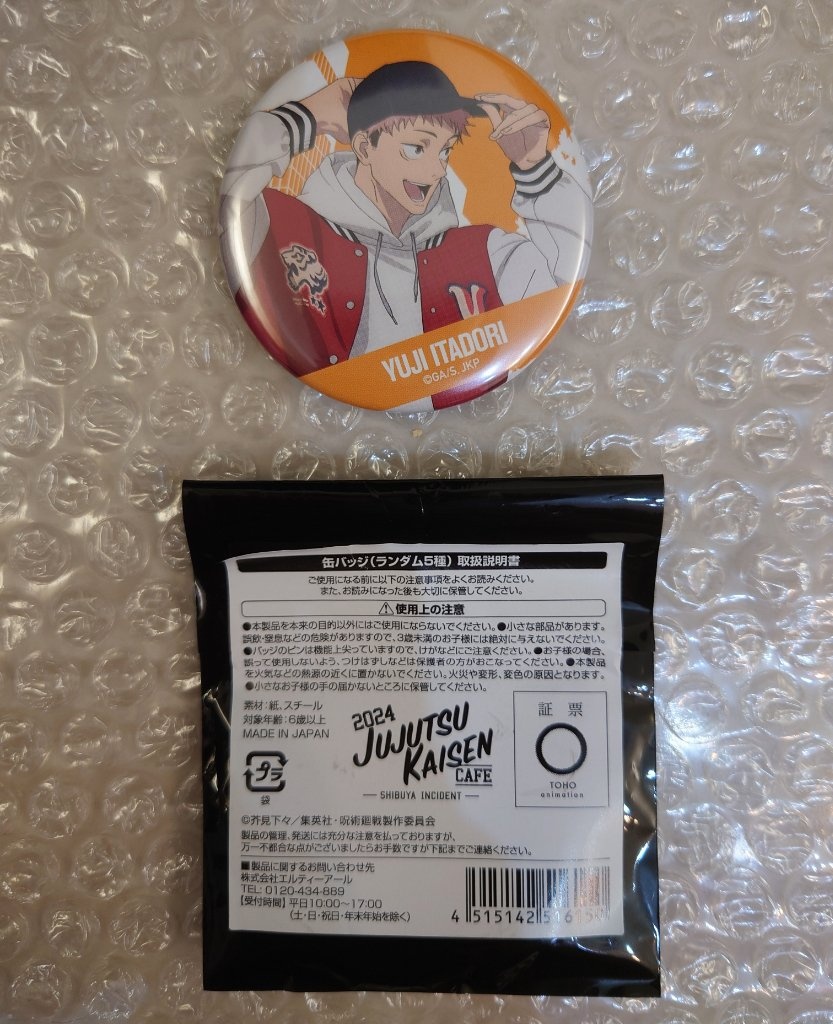 YUJI ITADORI
©GA/S, JKP
缶バッジ(ランダム5種) 取扱説明書
ご使用になる前に以下の注意事項をよくお読みください。
また、お読みになった後も大切に保管してください。
⚠使用上の注意
●本製品を本来の目的以外にはご使用にならないでください。●小さな部品があります。
誤飲・窒息などの危険がありますので、3歳未満のお子様には絶対に与えないでください。
●バッジのピンは機能上尖っていますので、けがなどにご注意ください。●お子様の場合、
誤って使用しないよう、つけはずしなどは保護者の方がおこなってください。●本製品
を火気などの熱源の近くに置かないでください。火災や変形、変色の原因となります。
●小さなお子様の手の届かないところに保管してください。
素材:紙、スチール
対象年齢:6歳以上
MADE IN JAPAN
プラ
袋
2024
JUJUTSU
KAISEN
CAFE
SHIBUYA INCIDENT
証票
TOHO
animation
©芥見下々/集英社・呪術廻戦製作委員会
製品の管理、発送には充分な注意を払っておりますが、
万一不都合な点がございましたらお手数ですが下記までご連絡ください。
■製品に関するお問い合わせ先
株式会社エルティーアール
TEL: 0120-434-889
【受付時間】平日10:00～17:00
(土・日・祝日・年末年始を除く)
4 515142